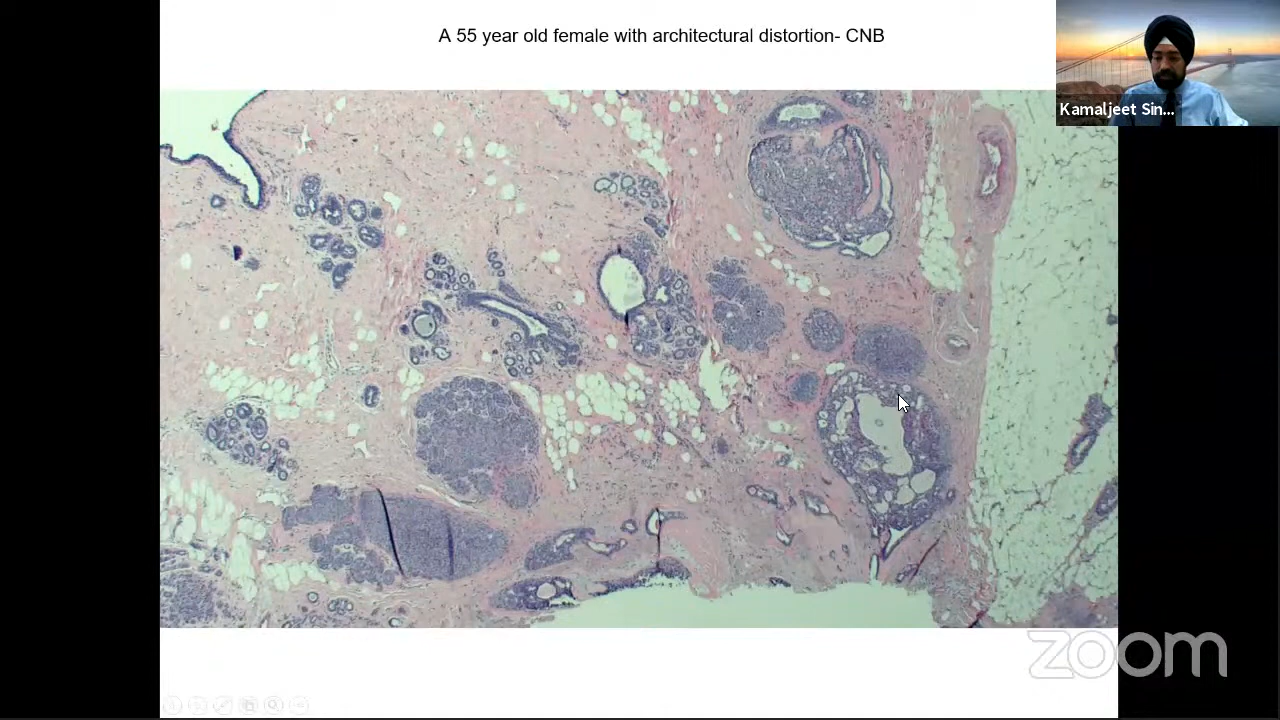 A 55 year old female with architectural distortion- CNB
Kamaljeet Sin...
zoom